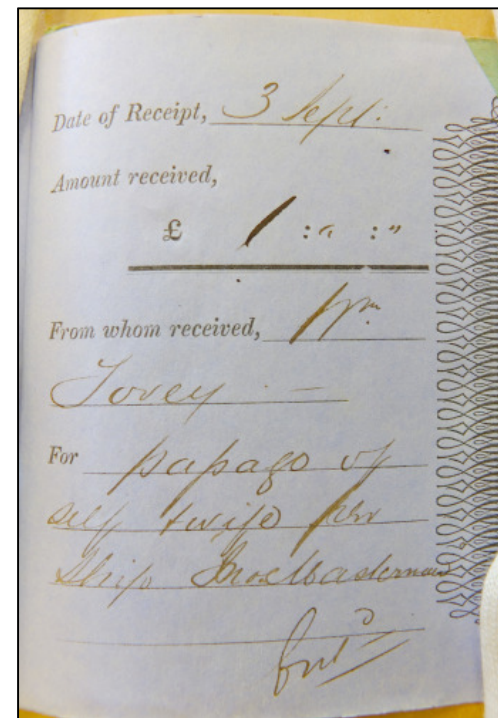 Date of Receipt, 3 Sept:
Amount received,
£ 1 : " : "
From whom received, Wm.
Tovey —
For passage of
self & wife per
Ship